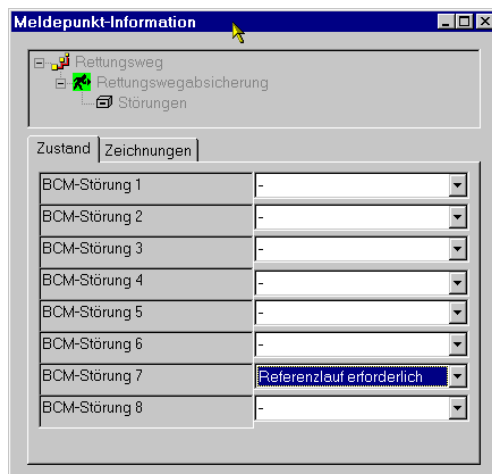 Meldepunkt-Information
Rettungsweg
Rettungswegabsicherung
Störungen
Zustand Zeichnungen
BCM-Störung 1 -
BCM-Störung 2 -
BCM-Störung 3 -
BCM-Störung 4 -
BCM-Störung 5 -
BCM-Störung 6 -
BCM-Störung 7 Referenzlauf erforderlich
BCM-Störung 8 -